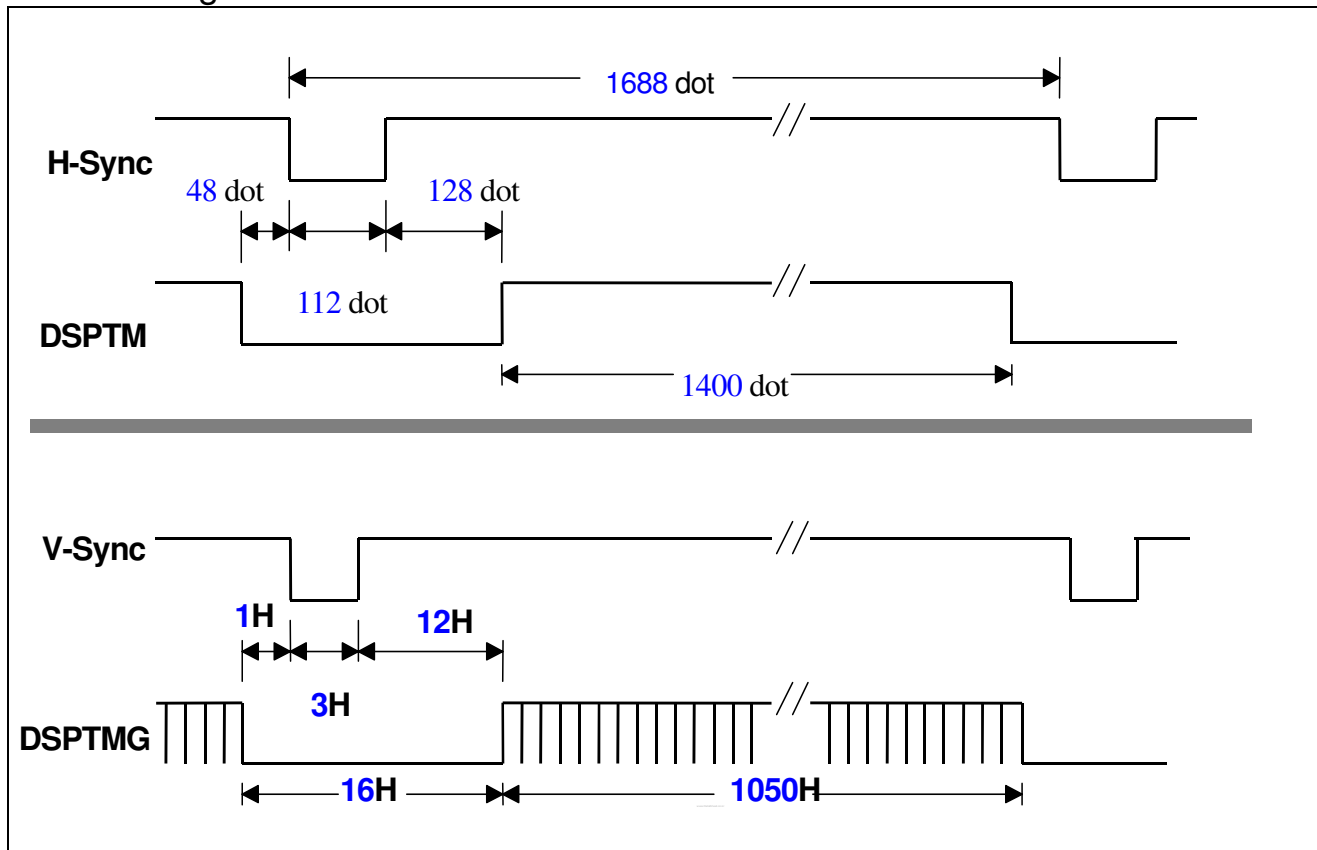 1688 dot
H-Sync
48 dot
128 dot
112 dot
DSPTM
1400 dot
V-Sync
1H
12H
3H
DSPTMG
16H
1050H